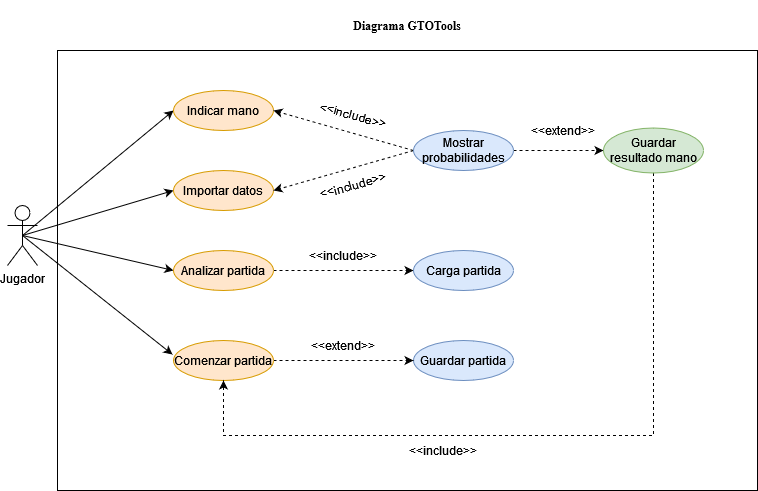 Diagrama GTOTools
Indicar mano
<<include>>
Mostrar
probabilidades
<<extend>>
Guardar
resultado mano
Importar datos
<<include>>
Jugador
Analizar partida
<<include>>
Carga partida
Comenzar partida
<<extend>>
Guardar partida
<<include>>